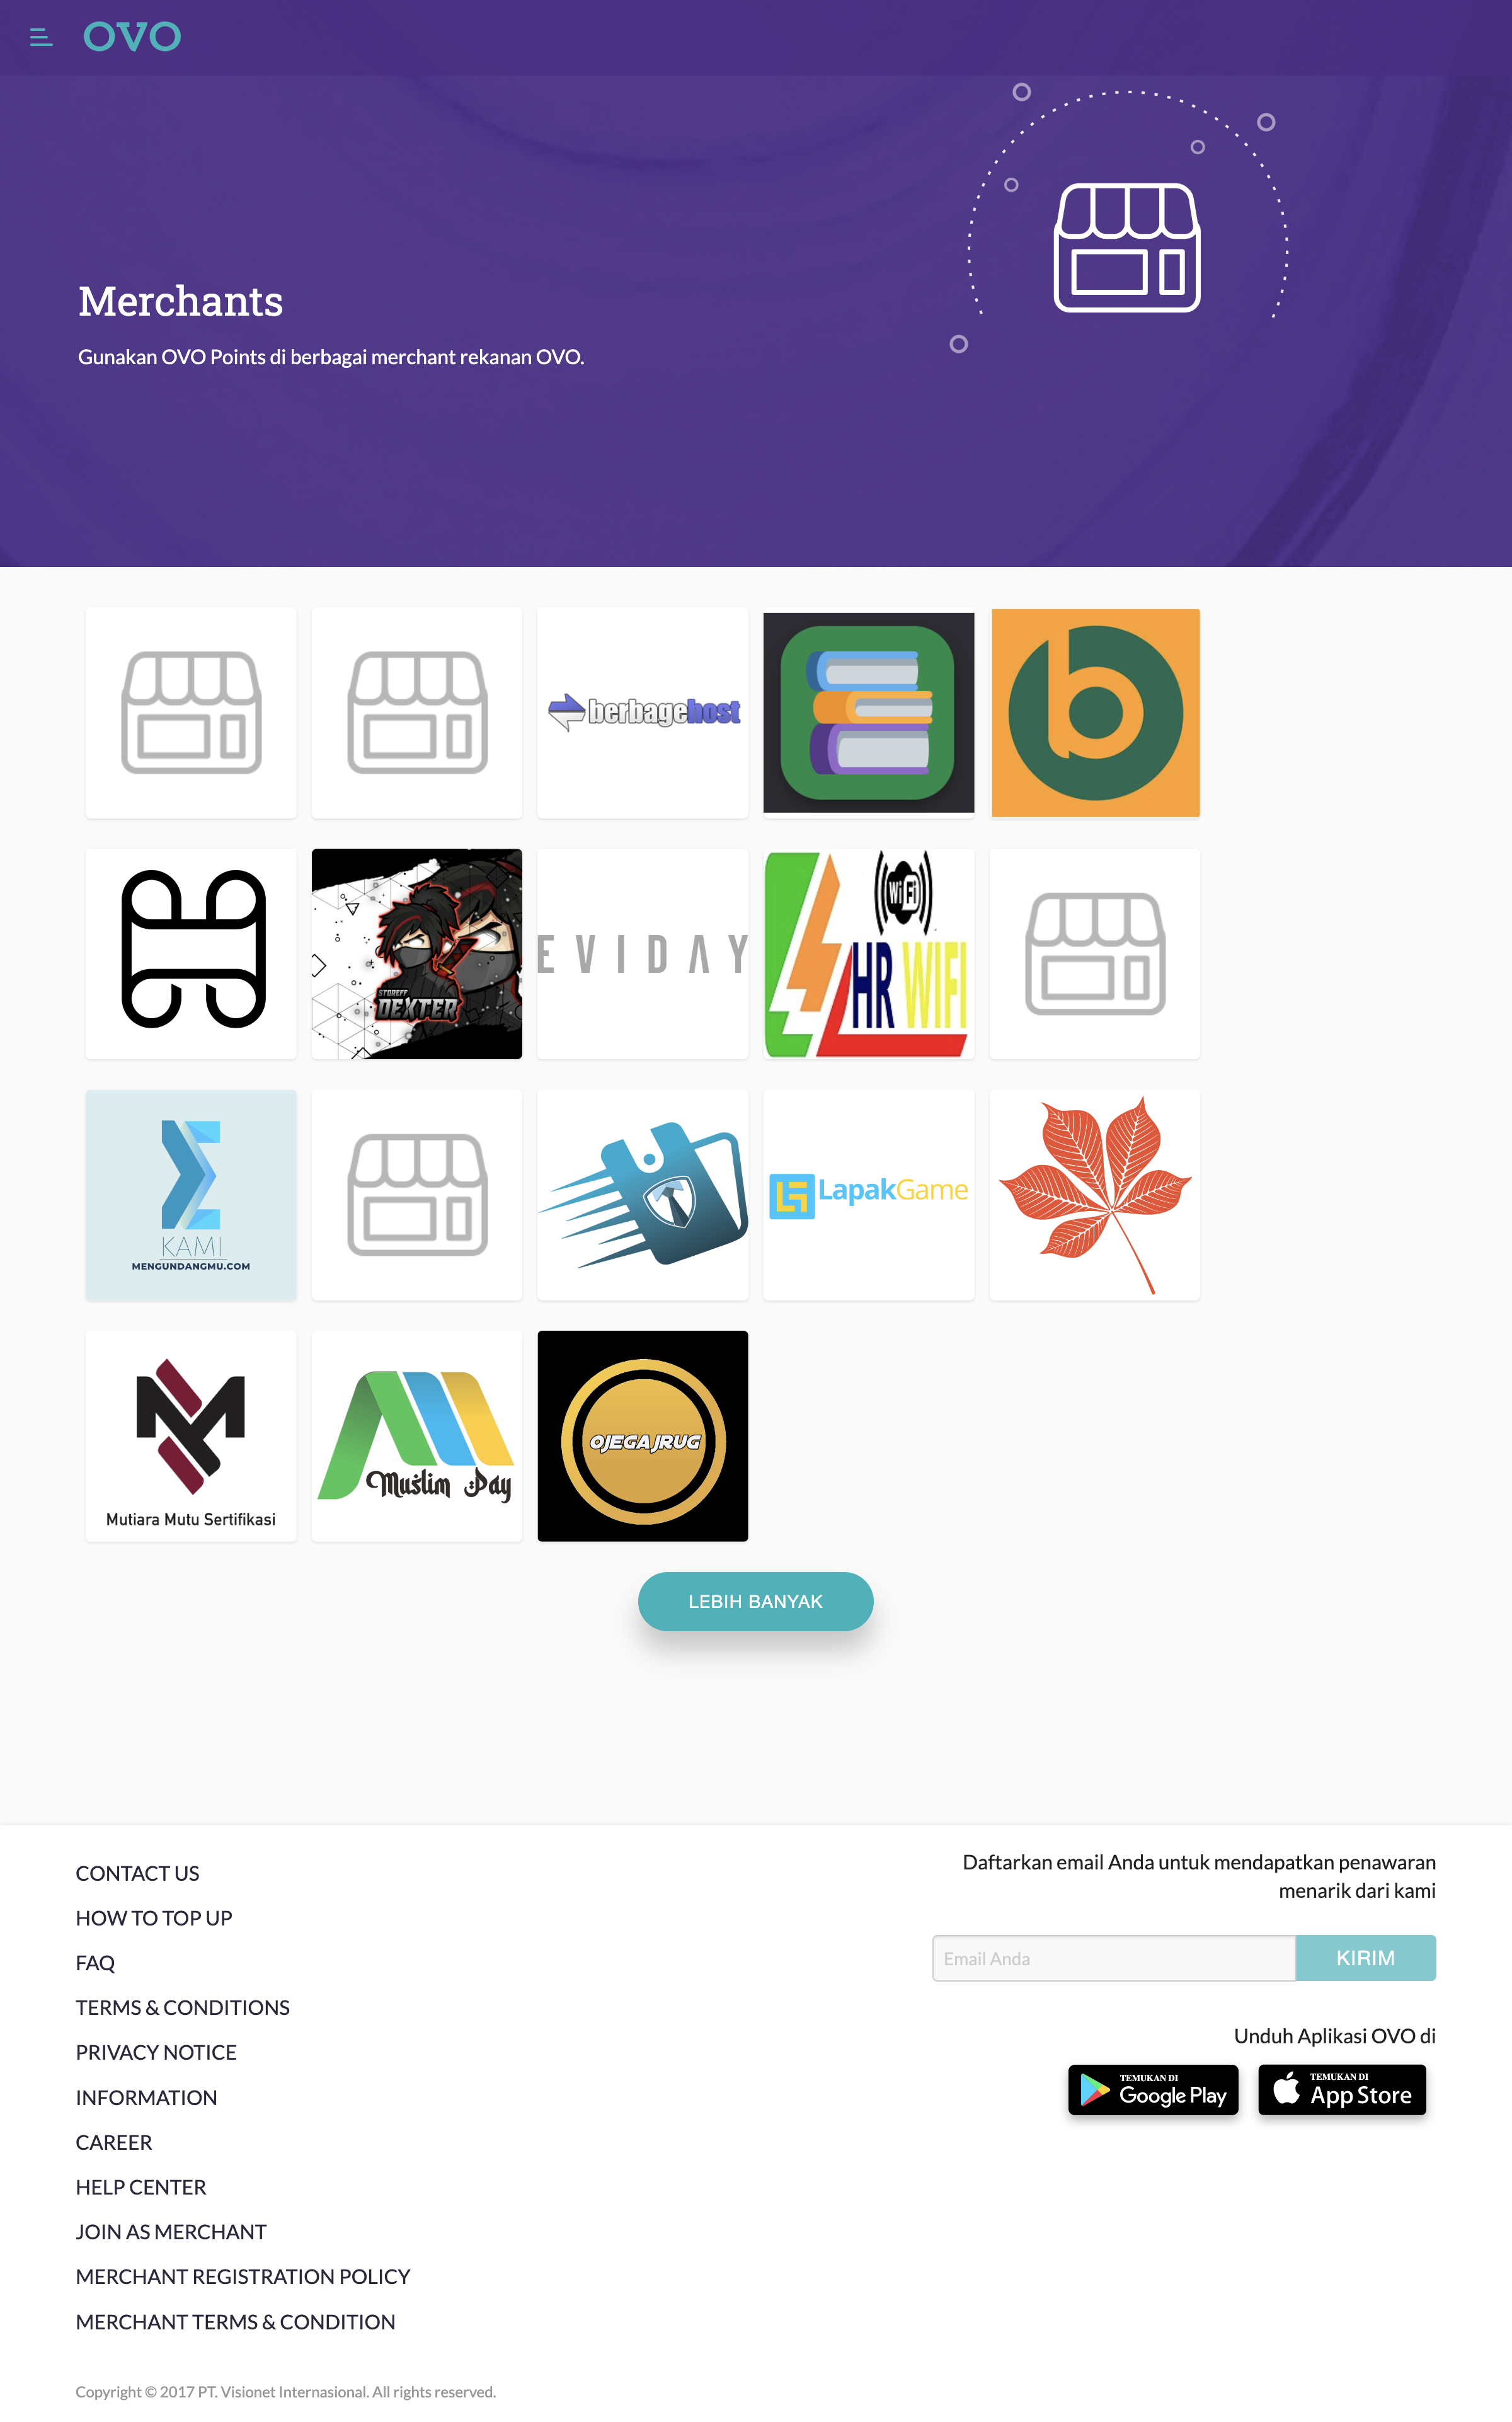 OVO
Merchants
Gunakan OVO Points di berbagai merchant rekanan OVO.
berbagehost
b
WiFi
STOREFF
DEXTER
EVIDAY
HR WIFI
KAMI
MENGUNDANGMU.COM
LapakGame
Mutiara Mutu Sertifikasi
Muslim Pay
OJEGAJRUG
LEBIH BANYAK
CONTACT US
HOW TO TOP UP
FAQ
TERMS & CONDITIONS
PRIVACY NOTICE
INFORMATION
CAREER
HELP CENTER
JOIN AS MERCHANT
MERCHANT REGISTRATION POLICY
MERCHANT TERMS & CONDITION
Daftarkan email Anda untuk mendapatkan penawaran
menarik dari kami
Email Anda
KIRIM
Unduh Aplikasi OVO di
TEMUKAN DI
Google Play
TEMUKAN DI
App Store
Copyright © 2017 PT. Visionet Internasional. All rights reserved.